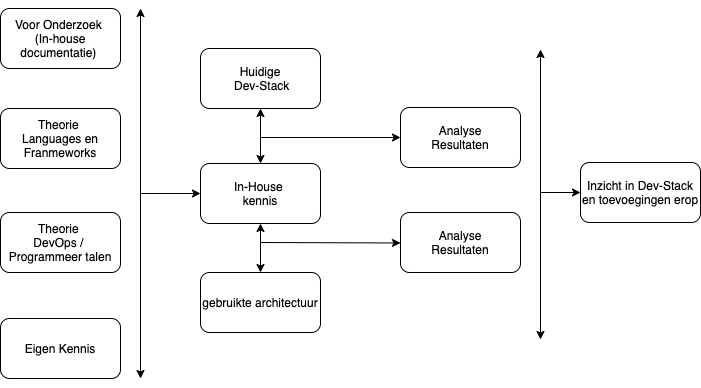 Voor Onderzoek
(In-house
documentatie)
Theorie
Languages en
Franmeworks
Theorie
DevOps /
Programmeer talen
Eigen Kennis
Huidige
Dev-Stack
In-House
kennis
gebruikte architectuur
Analyse
Resultaten
Analyse
Resultaten
Inzicht in Dev-Stack
en toevoegingen erop